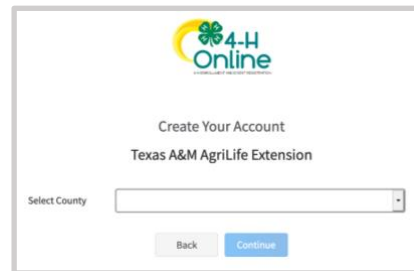 4-H
Online
Create Your Account
Texas A&M AgriLife Extension
Select County
Back
Continue